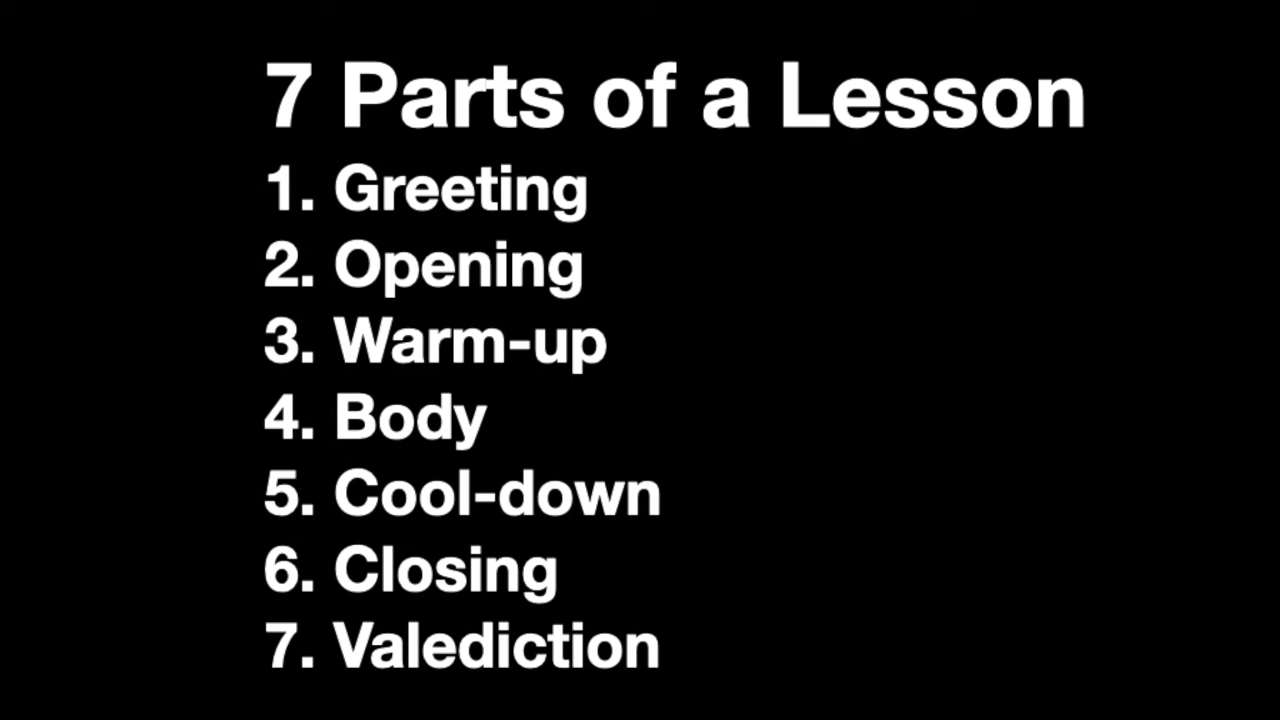 7 Parts of a Lesson
1. Greeting
2. Opening
3. Warm-up
4. Body
5. Cool-down
6. Closing
7. Valediction